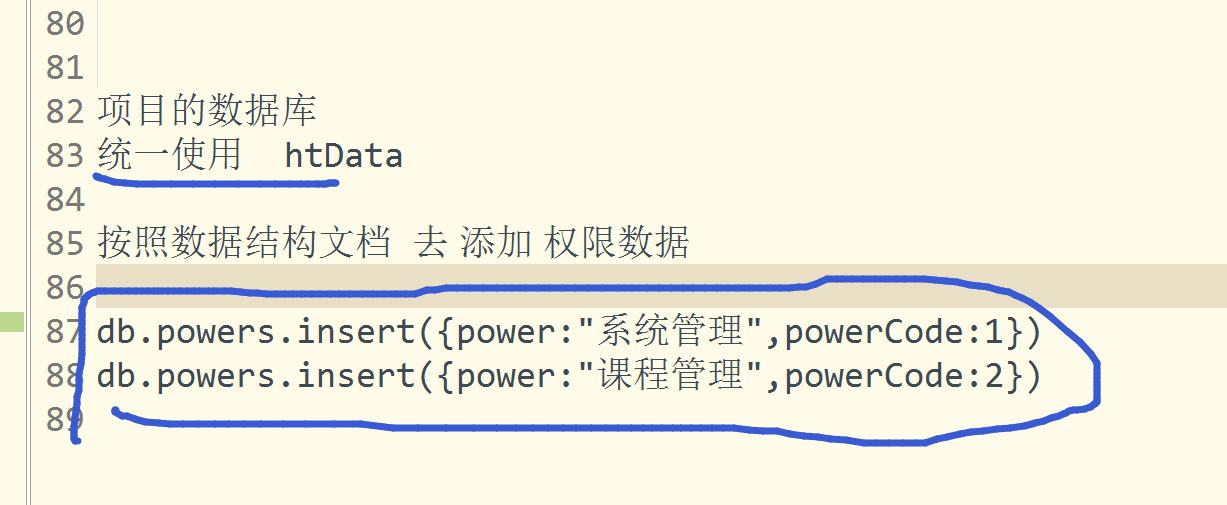 80
81
82 项目的数据库
83 统一使用 htData
84
85 按照数据结构文档 去 添加 权限数据
86
87 db.powers.insert({power:"系统管理",powerCode:1})
88 db.powers.insert({power:"课程管理",powerCode:2})
89